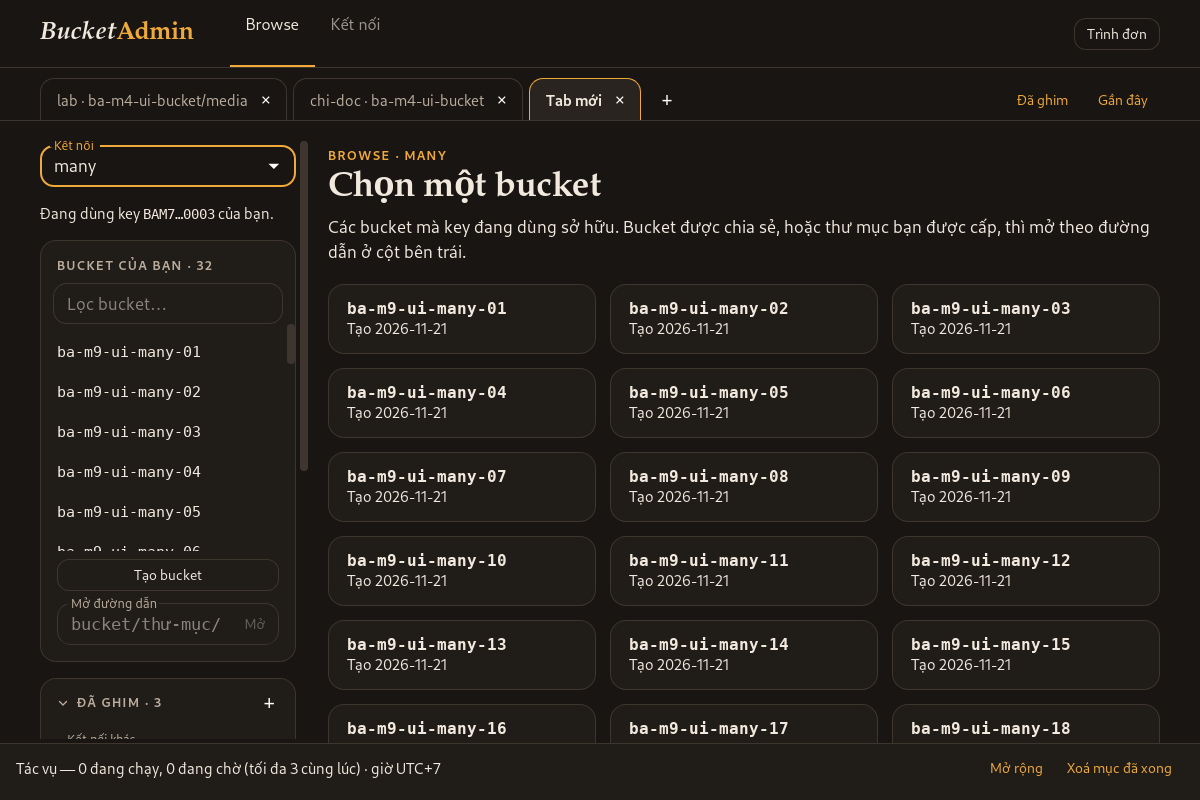 BucketAdmin
Browse
Kết nối
Trình đơn
lab · ba-m4-ui-bucket/media ×
chi-doc · ba-m4-ui-bucket ×
Tab mới ×
+
Đã ghim
Gần đây
Kết nối
many
Đang dùng key BAM7…0003 của bạn.
BUCKET CỦA BẠN · 32
Lọc bucket…
ba-m9-ui-many-01
ba-m9-ui-many-02
ba-m9-ui-many-03
ba-m9-ui-many-04
ba-m9-ui-many-05
ba-m9-ui-many-06
Tạo bucket
Mở đường dẫn
bucket/thư-mục/ Mở
ĐÃ GHIM · 3 +
Kết nối khác
BROWSE · MANY
Chọn một bucket
Các bucket mà key đang dùng sở hữu. Bucket được chia sẻ, hoặc thư mục bạn được cấp, thì mở theo đường
dẫn ở cột bên trái.
ba-m9-ui-many-01
Tạo 2026-11-21
ba-m9-ui-many-02
Tạo 2026-11-21
ba-m9-ui-many-03
Tạo 2026-11-21
ba-m9-ui-many-04
Tạo 2026-11-21
ba-m9-ui-many-05
Tạo 2026-11-21
ba-m9-ui-many-06
Tạo 2026-11-21
ba-m9-ui-many-07
Tạo 2026-11-21
ba-m9-ui-many-08
Tạo 2026-11-21
ba-m9-ui-many-09
Tạo 2026-11-21
ba-m9-ui-many-10
Tạo 2026-11-21
ba-m9-ui-many-11
Tạo 2026-11-21
ba-m9-ui-many-12
Tạo 2026-11-21
ba-m9-ui-many-13
Tạo 2026-11-21
ba-m9-ui-many-14
Tạo 2026-11-21
ba-m9-ui-many-15
Tạo 2026-11-21
ba-m9-ui-many-16
ba-m9-ui-many-17
ba-m9-ui-many-18
Tác vụ — 0 đang chạy, 0 đang chờ (tối đa 3 cùng lúc) · giờ UTC+7
Mở rộng
Xoá mục đã xong